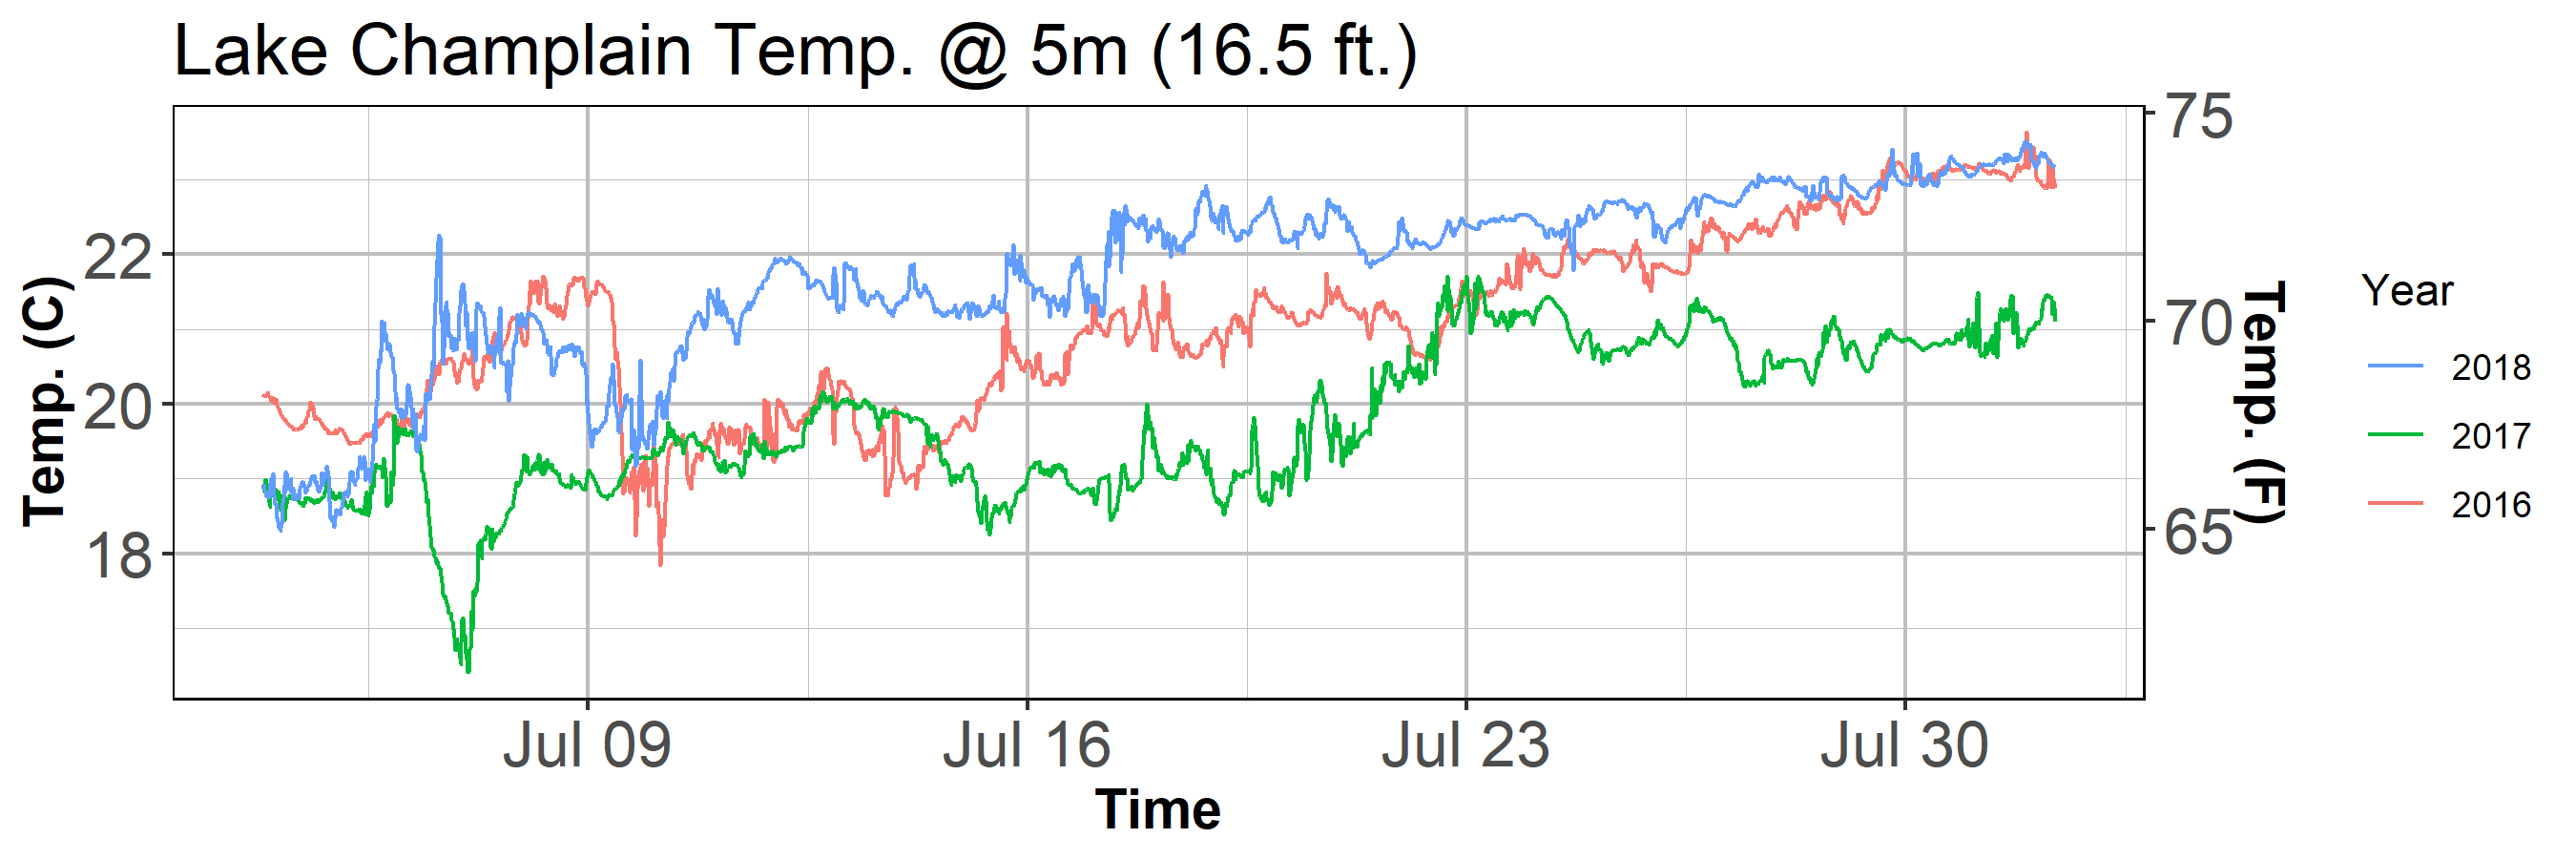 Lake Champlain Temp. @ 5m (16.5 ft.)
Temp. (C)
22
20
18
75
70
65
Temp. (F)
Year
2018
2017
2016
Jul 09 Jul 16 Jul 23 Jul 30
Time